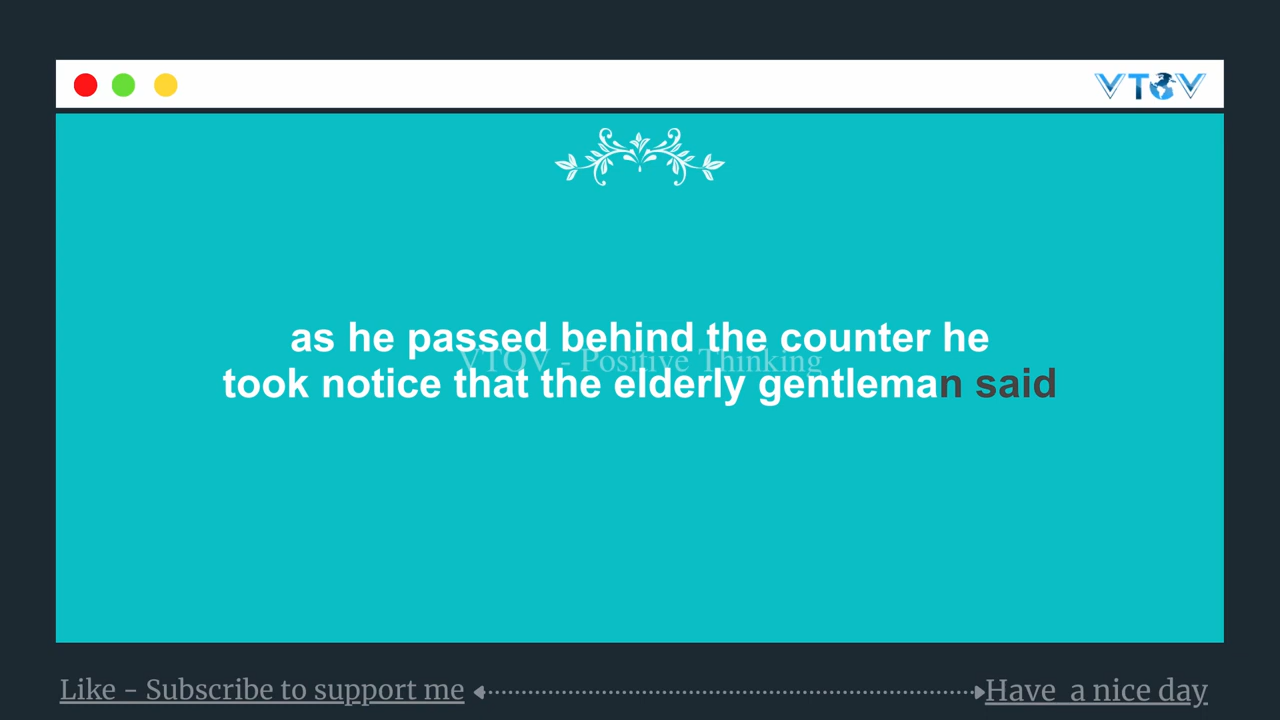 VTOV
as he passed behind the counter he
VTOV - Positive Thinking
took notice that the elderly gentleman said
Like - Subscribe to support me
Have a nice day